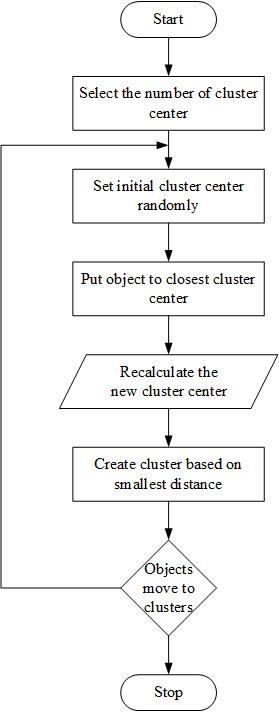 Start
Select the number of cluster
center
Set initial cluster center
randomly
Put object to closest cluster
center
Recalculate the
new cluster center
Create cluster based on
smallest distance
Objects
move to
clusters
Stop